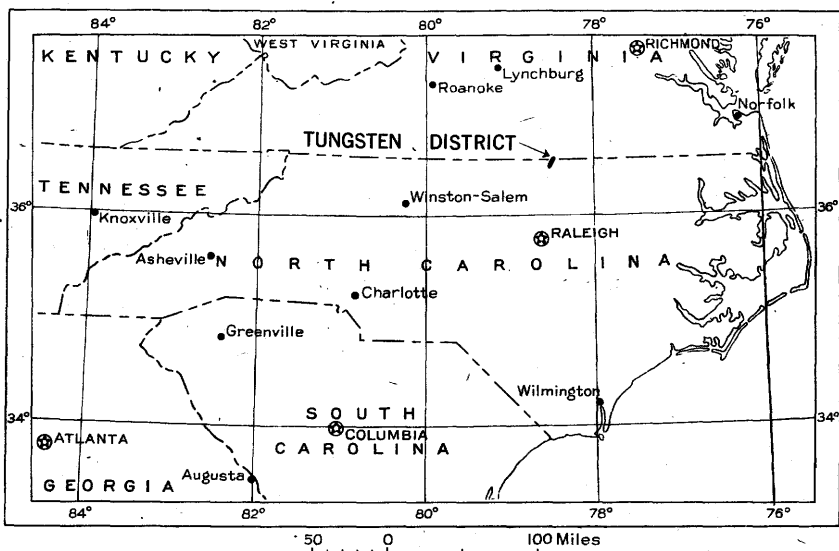 84° 82° 80° 78° 76°
WEST VIRGINIA
KENTUCKY
VIRGINIA
RICHMOND
Lynchburg
Roanoke
Norfolk
TUNGSTEN DISTRICT
TENNESSEE
Winston-Salem
36° 36°
Knoxville
RALEIGH
Asheville
NORTH CAROLINA
Charlotte
Greenville
Wilmington
34° 34°
SOUTH
CAROLINA
COLUMBIA
ATLANTA
Augusta
GEORGIA
84° 82° 80° 78° 76°
50 0 100 Miles